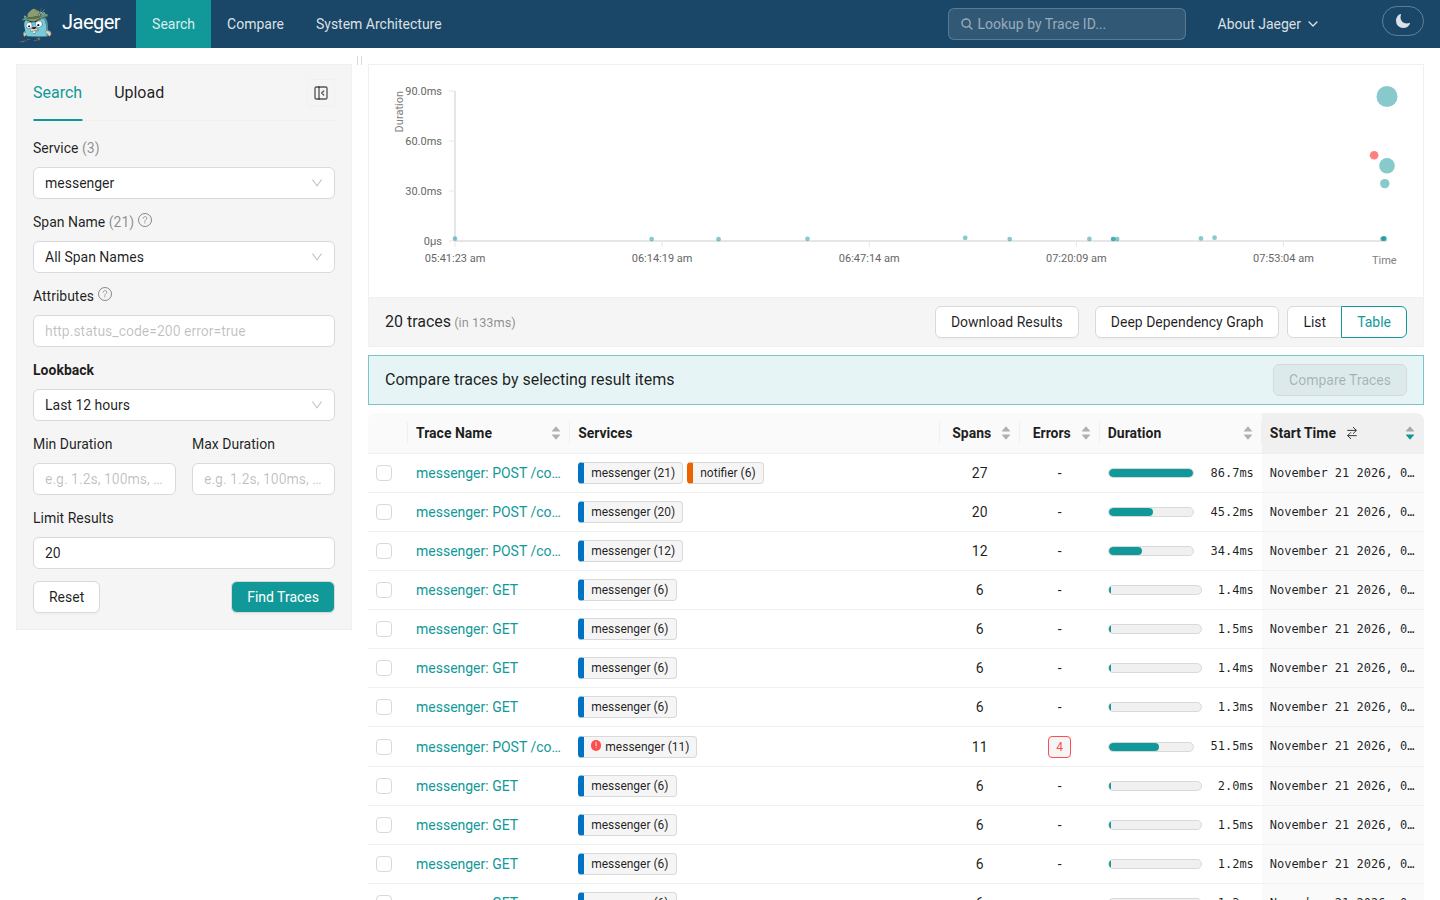 Jaeger
Search
Compare
System Architecture
Lookup by Trace ID...
About Jaeger
Search
Upload
Service (3)
messenger
Span Name (21)
All Span Names
Attributes
http.status_code=200 error=true
Lookback
Last 12 hours
Min Duration
Max Duration
e.g. 1.2s, 100ms, ...
e.g. 1.2s, 100ms, ...
Limit Results
20
Reset
Find Traces
Duration
90.0ms
60.0ms
30.0ms
0μs
05:41:23 am
06:14:19 am
06:47:14 am
07:20:09 am
07:53:04 am
Time
20 traces (in 133ms)
Download Results
Deep Dependency Graph
List
Table
Compare traces by selecting result items
Compare Traces
Trace Name Services Spans Errors Duration Start Time
messenger: POST /co... messenger (21) notifier (6) 27 - 86.7ms November 21 2026, 0…
messenger: POST /co... messenger (20) 20 - 45.2ms November 21 2026, 0…
messenger: POST /co... messenger (12) 12 - 34.4ms November 21 2026, 0…
messenger: GET messenger (6) 6 - 1.4ms November 21 2026, 0…
messenger: GET messenger (6) 6 - 1.5ms November 21 2026, 0…
messenger: GET messenger (6) 6 - 1.4ms November 21 2026, 0…
messenger: GET messenger (6) 6 - 1.3ms November 21 2026, 0…
messenger: POST /co... messenger (11) 11 4 51.5ms November 21 2026, 0…
messenger: GET messenger (6) 6 - 2.0ms November 21 2026, 0…
messenger: GET messenger (6) 6 - 1.5ms November 21 2026, 0…
messenger: GET messenger (6) 6 - 1.2ms November 21 2026, 0…